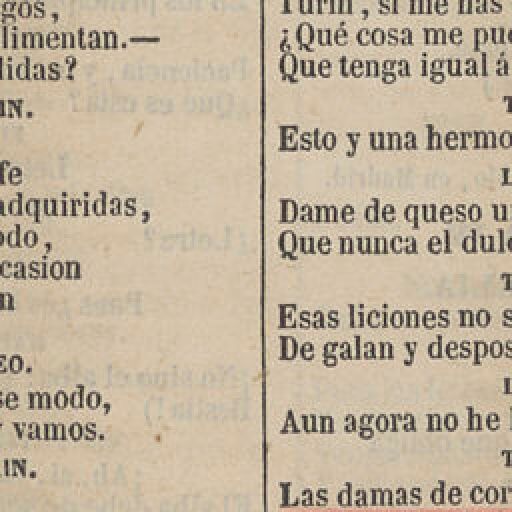 gos,
limentan.—
lidas?
IN.
fe
adquiridas,
odo,
casion
n
EO.
se modo,
vamos.
IN.
Turin, si me has
¿Qué cosa me pue
Que tenga igual á
T
Esto y una hermo
L
Dame de queso u
Que nunca el dul
T
Esas liciones no s
De galan y despos
L
Aun agora no he
T
Las damas de cor